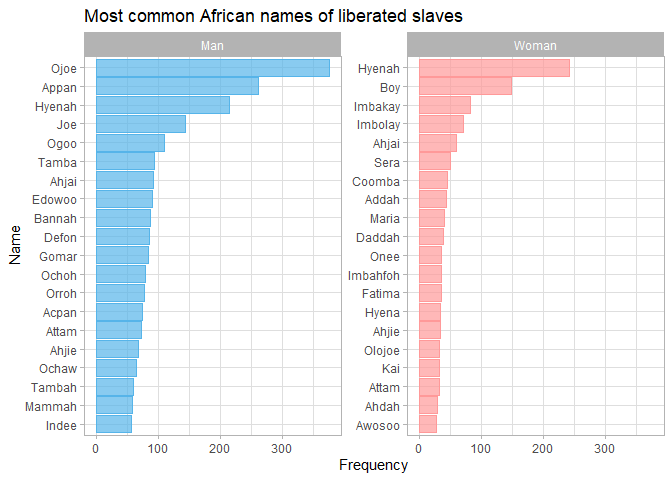 Most common African names of liberated slaves
Man
Woman
Name
Ojoe
Appan
Hyenah
Joe
Ogoo
Tamba
Ahjai
Edowoo
Bannah
Defon
Gomar
Ochoh
Orroh
Acpan
Attam
Ahjie
Ochaw
Tambah
Mammah
Indee
0 100 200 300
Hyenah
Boy
Imbakay
Imbolay
Ahjai
Sera
Coomba
Addah
Maria
Daddah
Onee
Imbahfoh
Fatima
Hyena
Ahjie
Olojoe
Kai
Attam
Ahdah
Awosoo
0 100 200 300
Frequency